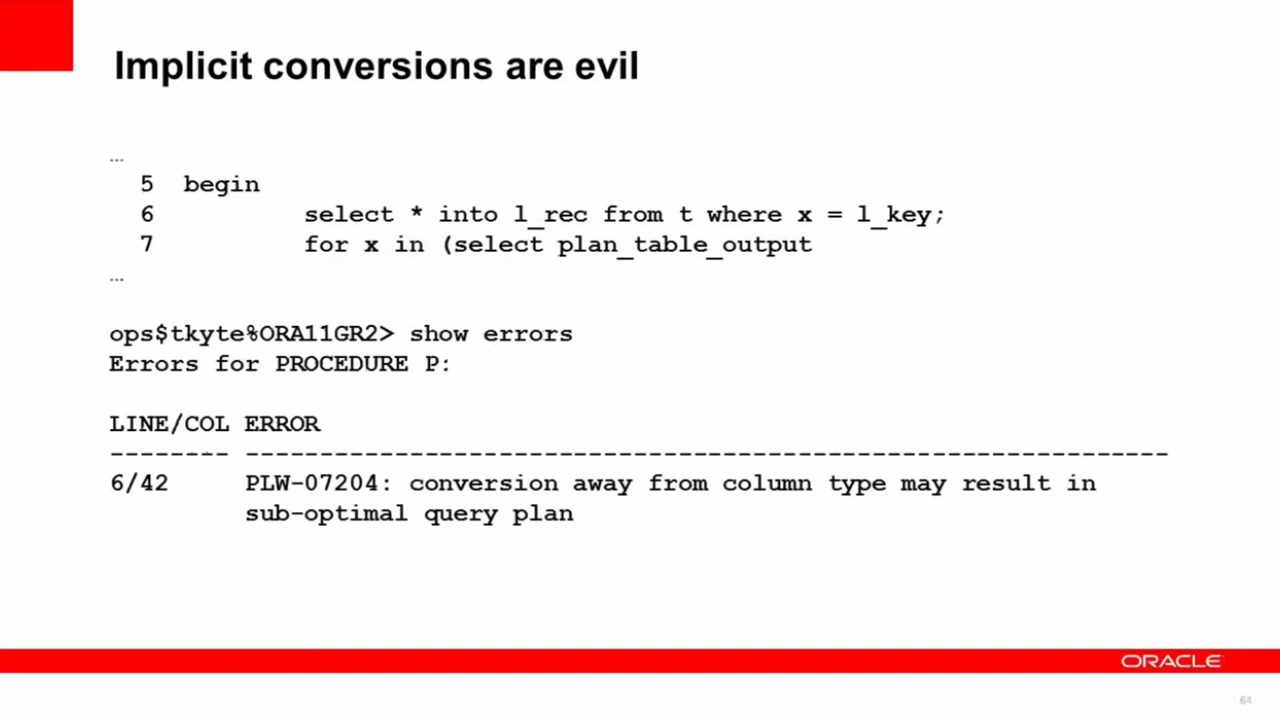 Implicit conversions are evil
...
5 begin
6 select * into l_rec from t where x = l_key;
7 for x in (select plan_table_output
...
ops$tkyte%ORA11GR2> show errors
Errors for PROCEDURE P:
LINE/COL ERROR
-------- --------------------------------------------------------------
6/42 PLW-07204: conversion away from column type may result in
sub-optimal query plan
ORACLE
64